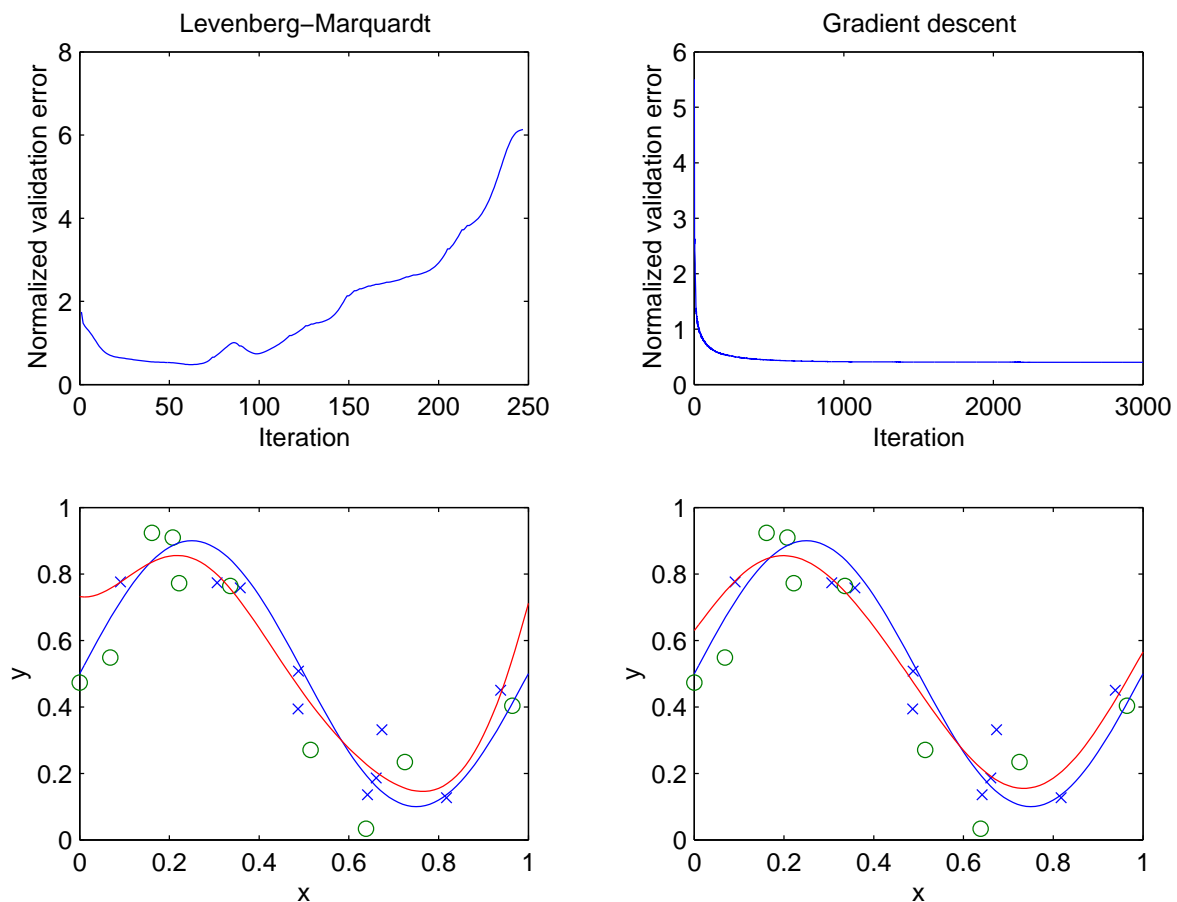 Levenberg−Marquardt
Normalized validation error
8
6
4
2
0
0 50 100 150 200 250
Iteration
Gradient descent
Normalized validation error
6
5
4
3
2
1
0
0 1000 2000 3000
Iteration
y
1
0.8
0.6
0.4
0.2
0
0 0.2 0.4 0.6 0.8 1
x
y
1
0.8
0.6
0.4
0.2
0
0 0.2 0.4 0.6 0.8 1
x